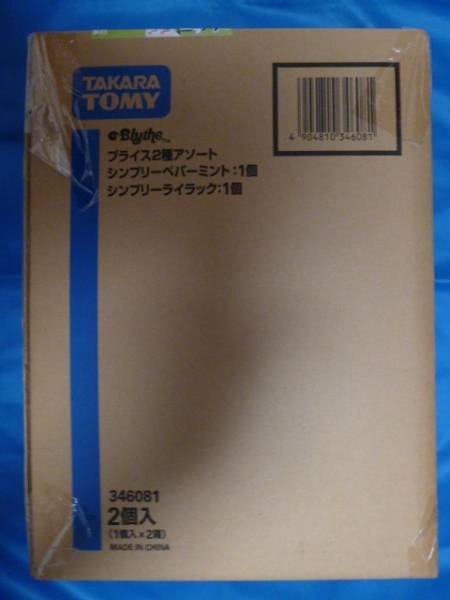 TAKARA
TOMY
Blythe™
ブライス2種アソート
シンプリーペパーミント:1個
シンプリーライラック:1個
4 904810 346081
346081
2個入
(1個入×2箱)
MADE IN CHINA